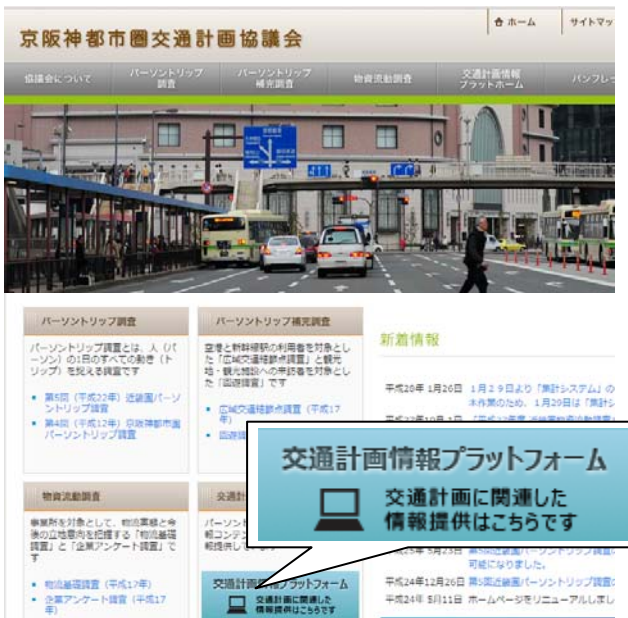 ホーム
サイトマッ
京阪神都市圏交通計画協議会
協議会について
パーソントリップ
調査
パーソントリップ
補完調査
物資流動調査
交通計画情報
プラットホーム
パンフレッ
パーソントリップ調査
パーソントリップ調査とは、人（パ
ーソン）の1日のすべての動き（ト
リップ）を捉える調査です
第5回（平成22年）近畿圏パーソ
ントリップ調査
第4回（平成12年）京阪神都市圏
パーソントリップ調査
パーソントリップ補完調査
空港と新幹線駅の利用者を対象とし
た「広域交通結節点調査」と観光
地・観光施設への来訪者を対象とし
た「回遊調査」です
広域交通結節点調査（平成17
年）
新着情報
平成28年 1月26日 1月29日より「集計システム」の
木作業のため、1月29日は「集計シ
物資流動調査
事業所を対象として、物流実態と今
後の立地意向を把握する「物流基礎
調査」と「企業アンケート調査」で
す
物流基礎調査（平成17年）
企業アンケート調査（平成17
年）
交通計画情報プラットフォーム
交通計画に関連した
情報提供はこちらです
交通計画情報プラットフォーム
交通計画に関連した
情報提供はこちらです
可能になりました。
平成24年12月26日 第5回近畿圏パーソントリップ調査
平成24年 5月11日 ホームページをリニューアルしまし